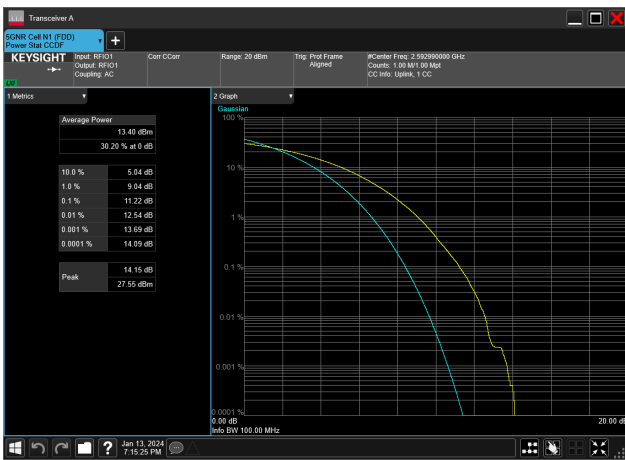 Transceiver A
5GNR Cell N1 (FDD)
Power Stat CCDF
KEYSIGHT
Input: RFIO1
Output: RFIO1
Coupling: AC
Corr CCorr
Range: 20 dBm
Trig: Prot Frame
Aligned
#Center Freq: 2.592990000 GHz
Counts: 1.00 M/1.00 Mpt
CC Info: Uplink, 1 CC
LV
1 Metrics
Average Power
13.40 dBm
30.20 % at 0 dB
10.0 % 5.04 dB
1.0 % 9.04 dB
0.1 % 11.22 dB
0.01 % 12.54 dB
0.001 % 13.69 dB
0.0001 % 14.09 dB
Peak
14.15 dB
27.55 dBm
2 Graph
Gaussian
100 %
10 %
1 %
0.1 %
0.01 %
0.001 %
0.0001 %
0.00 dB
20.00 dB
Info BW 100.00 MHz
Jan 13, 2024
7:15:25 PM